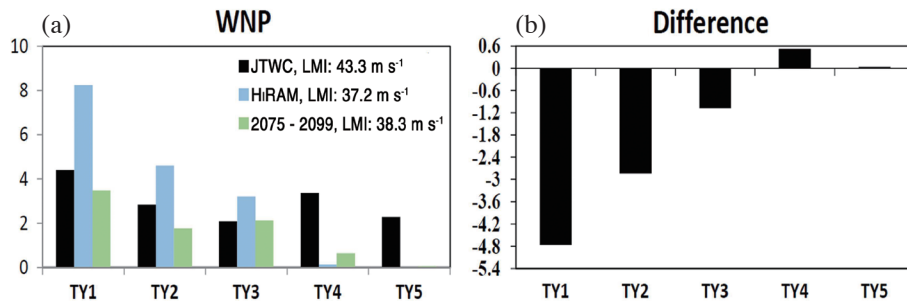 (a)
WNP
10
8
6
4
2
0
JTWC, LMI: 43.3 m s⁻¹
HiRAM, LMI: 37.2 m s⁻¹
2075 - 2099, LMI: 38.3 m s⁻¹
TY1 TY2 TY3 TY4 TY5
(b)
Difference
0.6
0
-0.6
-1.2
-1.8
-2.4
-3
-3.6
-4.2
-4.8
-5.4
TY1 TY2 TY3 TY4 TY5